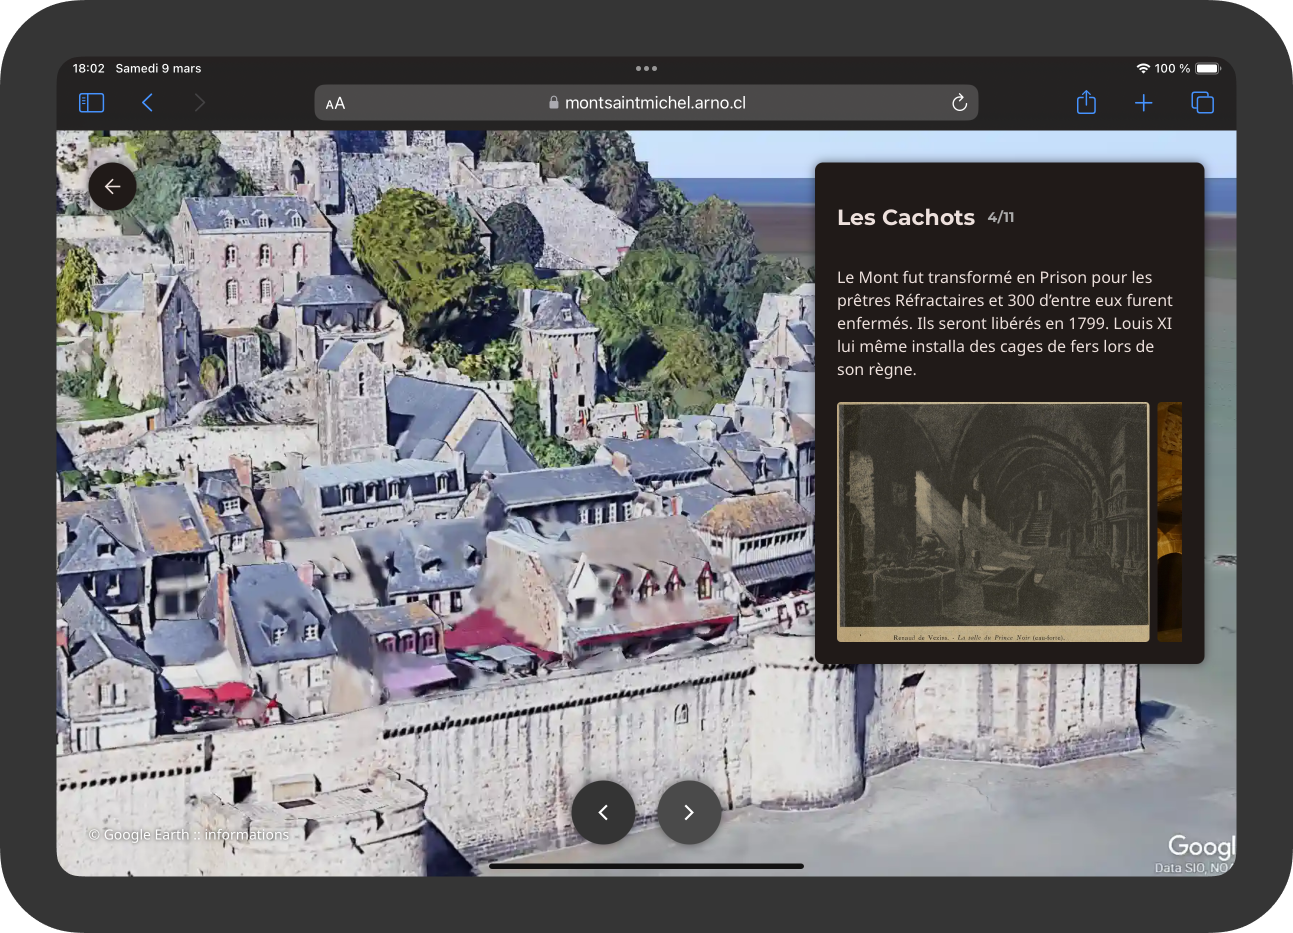 18:02 Samedi 9 mars
100 %
AA
montsaintmichel.arno.cl
Les Cachots 4/11
Le Mont fut transformé en Prison pour les
prêtres Réfractaires et 300 d’entre eux furent
enfermés. Ils seront libérés en 1799. Louis XI
lui même installa des cages de fers lors de
son règne.
Renaud de Vezins. - La salle du Prince Noir (eau-forte).
© Google Earth :: informations
Googl
Data SIO, NO